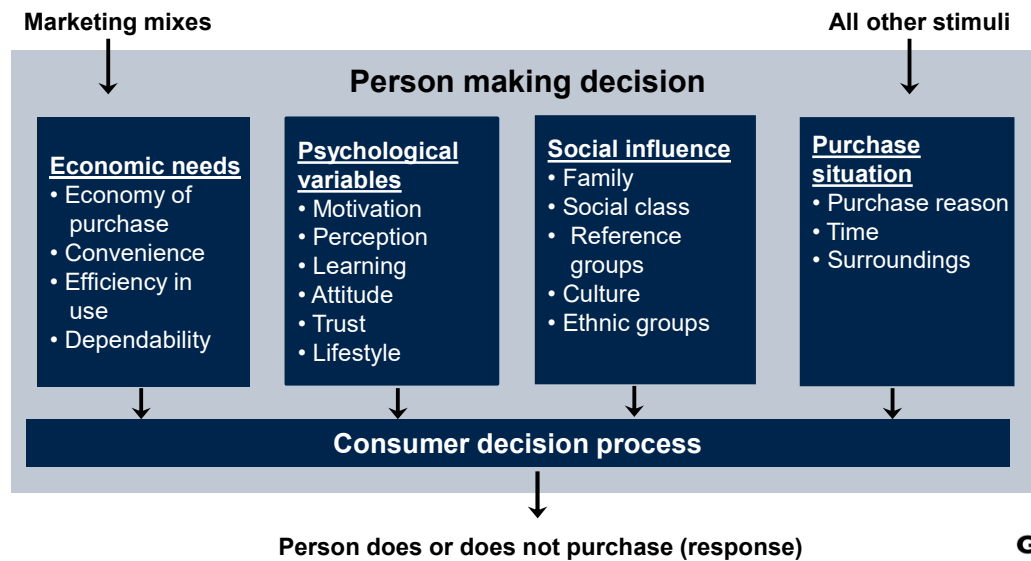 Marketing mixes
All other stimuli
Person making decision
Economic needs
• Economy of
purchase
• Convenience
• Efficiency in
use
• Dependability
Psychological
variables
• Motivation
• Perception
• Learning
• Attitude
• Trust
• Lifestyle
Social influence
• Family
• Social class
• Reference
groups
• Culture
• Ethnic groups
Purchase
situation
• Purchase reason
• Time
• Surroundings
Consumer decision process
Person does or does not purchase (response)
G